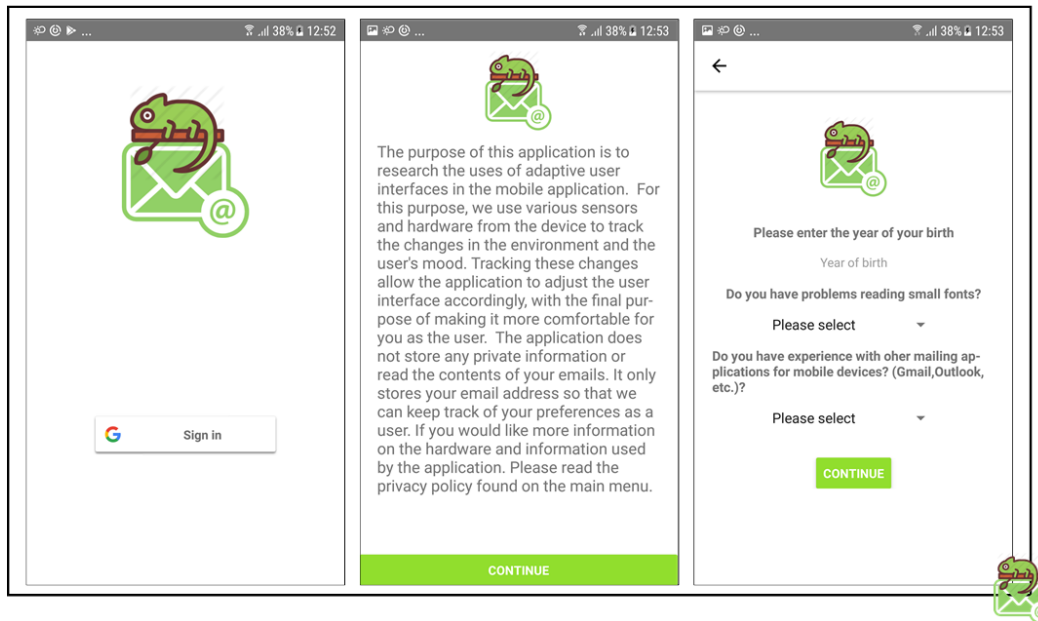 ... 38% 12:52
@
Sign in
... 38% 12:53
@
The purpose of this application is to
research the uses of adaptive user
interfaces in the mobile application. For
this purpose, we use various sensors
and hardware from the device to track
the changes in the environment and the
user's mood. Tracking these changes
allow the application to adjust the user
interface accordingly, with the final pur-
pose of making it more comfortable for
you as the user. The application does
not store any private information or
read the contents of your emails. It only
stores your email address so that we
can keep track of your preferences as a
user. If you would like more information
on the hardware and information used
by the application. Please read the
privacy policy found on the main menu.
CONTINUE
... 38% 12:53
@
Please enter the year of your birth
Year of birth
Do you have problems reading small fonts?
Please select
Do you have experience with oher mailing ap-
plications for mobile devices? (Gmail,Outlook,
etc.)?
Please select
CONTINUE
@